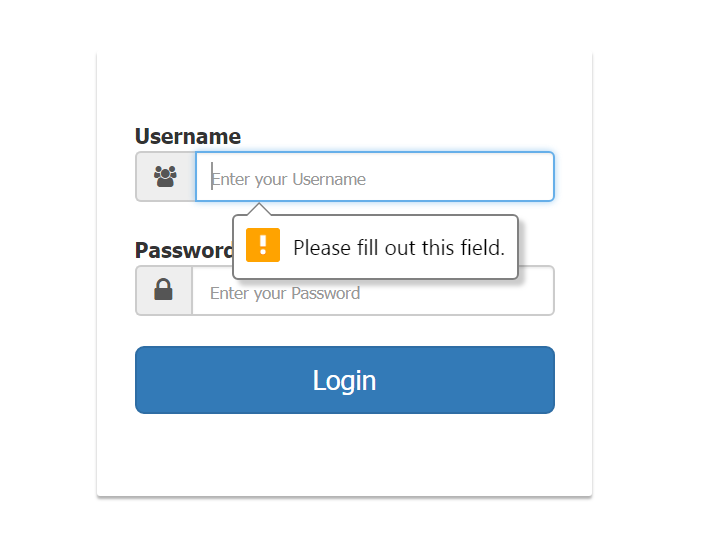 Username
Enter your Username
Please fill out this field.
Password
Enter your Password
Login